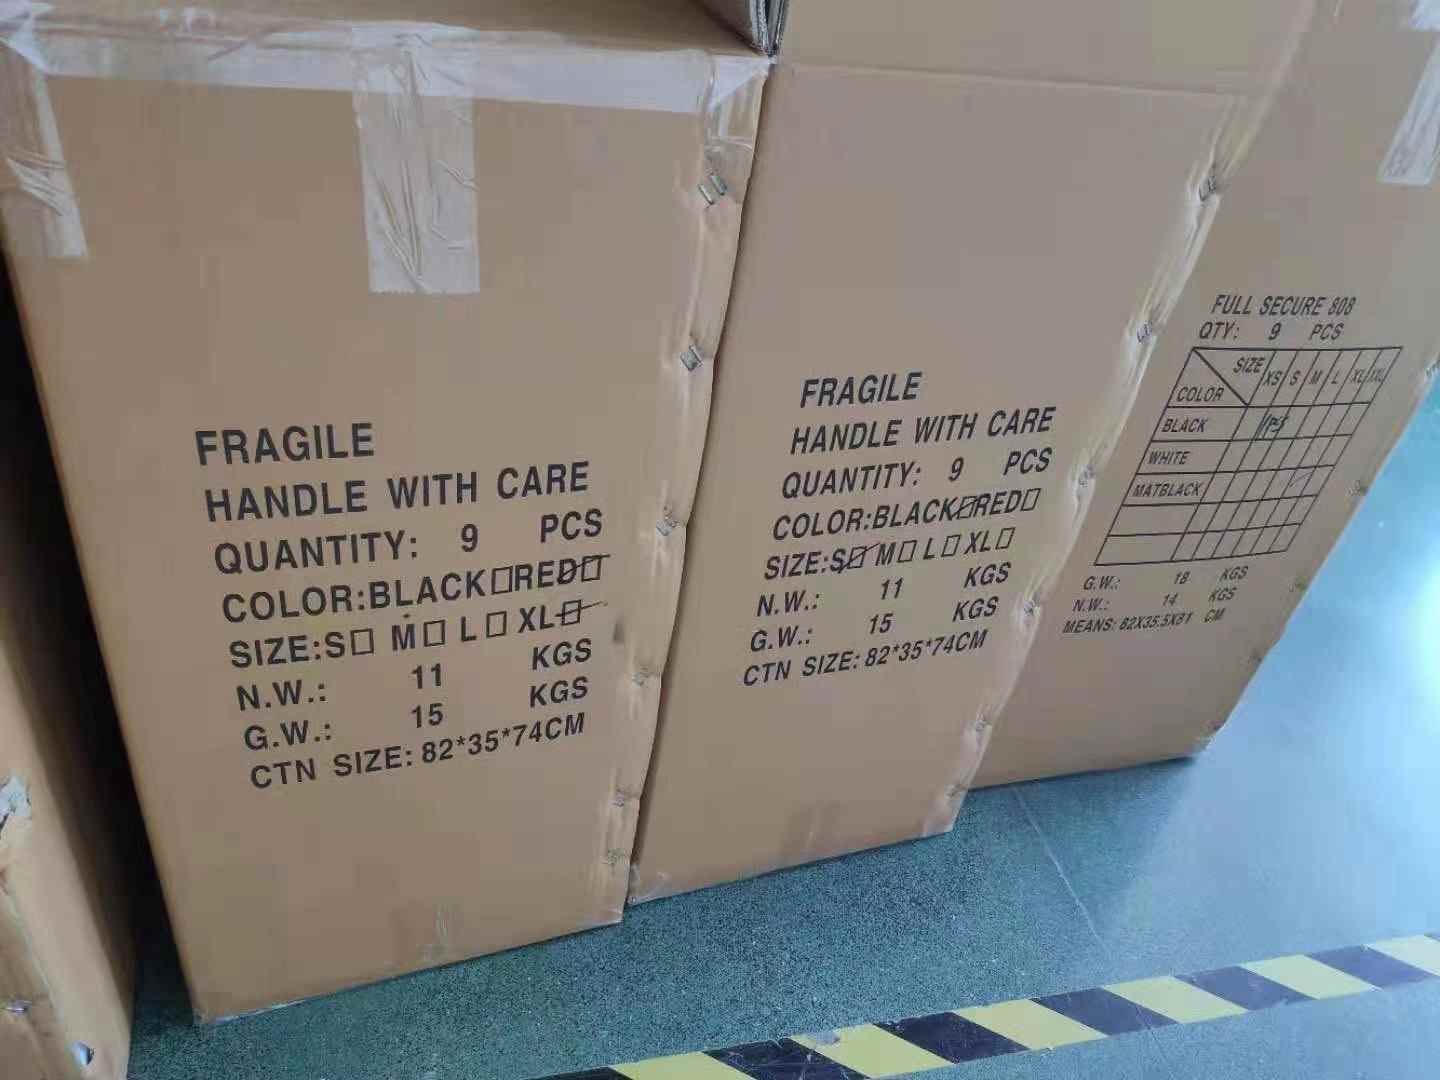 FRAGILE
HANDLE WITH CARE
QUANTITY: 9 PCS
COLOR:BLACK□RED□
SIZE:S□ M□ L□ XL□
N.W.: 11 KGS
G.W.: 15 KGS
CTN SIZE: 82*35*74CM
FRAGILE
HANDLE WITH CARE
QUANTITY: 9 PCS
COLOR:BLACK□RED□
SIZE:S□ M□ L□ XL□
N.W.: 11 KGS
G.W.: 15 KGS
CTN SIZE: 82*35*74CM
FULL SECURE 808
QTY: 9 PCS
SIZE XS S M L XL XXL
COLOR
BLACK
WHITE
MATBLACK
G.W.: 18 KGS
N.W.: 14 KGS
MEANS: 82X35.5X81 CM